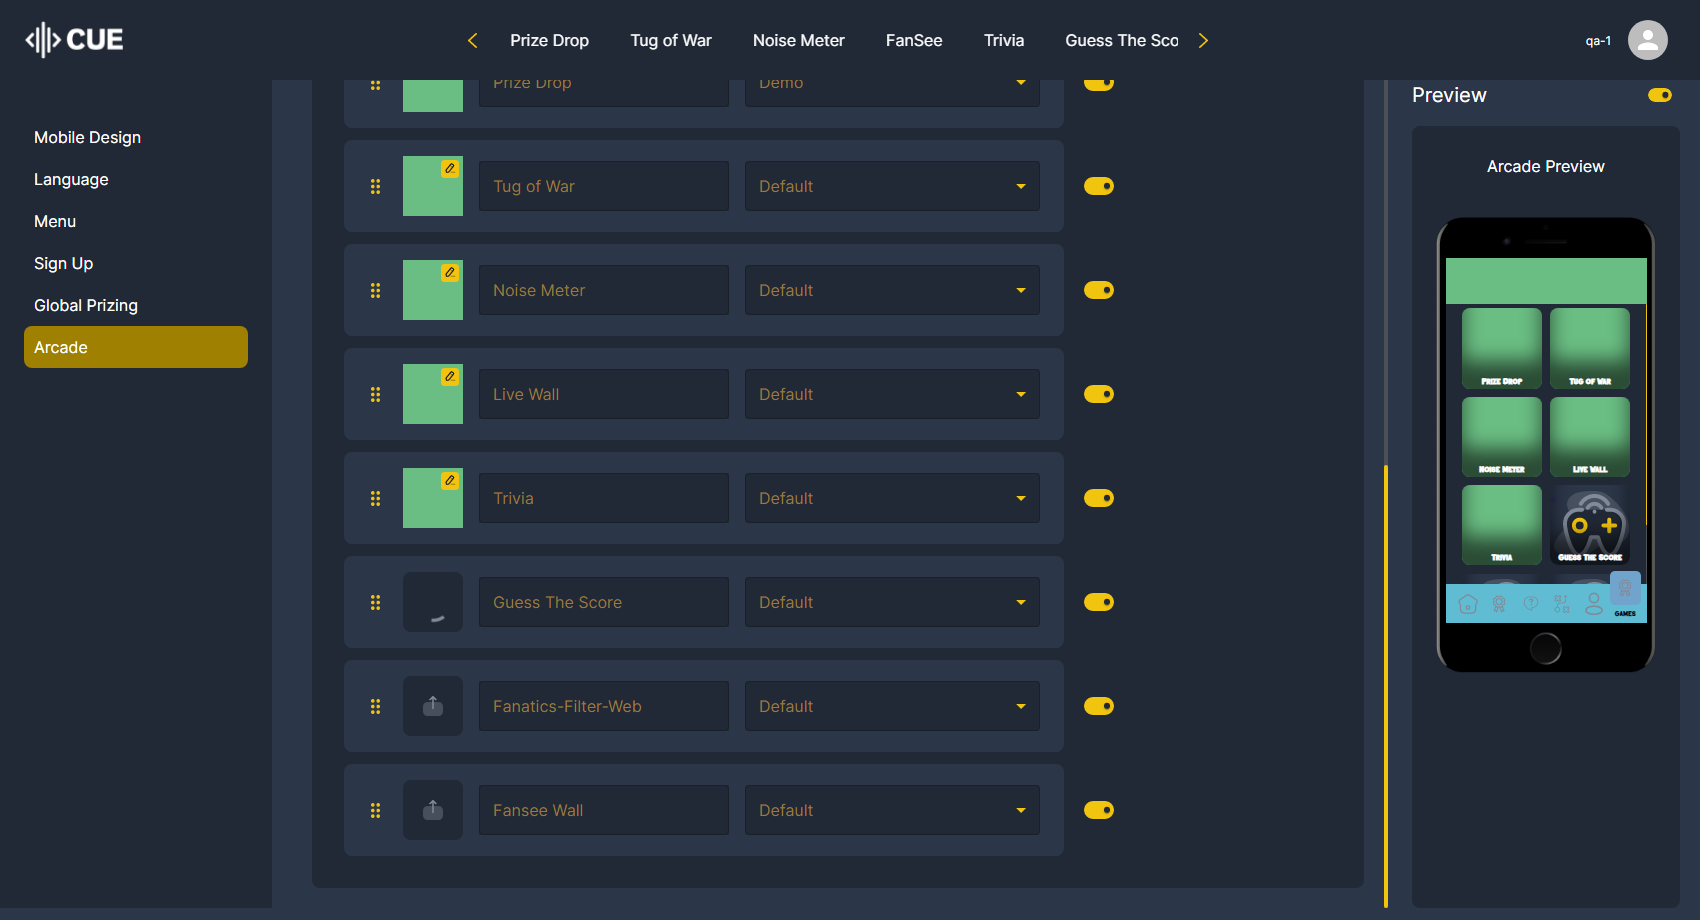 CUE
Prize Drop
Tug of War
Noise Meter
FanSee
Trivia
Guess The Sco
qa-1
Mobile Design
Language
Menu
Sign Up
Global Prizing
Arcade
Prize Drop
Demo
Tug of War
Default
Noise Meter
Default
Live Wall
Default
Trivia
Default
Guess The Score
Default
Fanatics-Filter-Web
Default
Fansee Wall
Default
Preview
Arcade Preview
Prize Drop
Tug of War
Noise Meter
Live Wall
Trivia
Guess The Score
GAMES